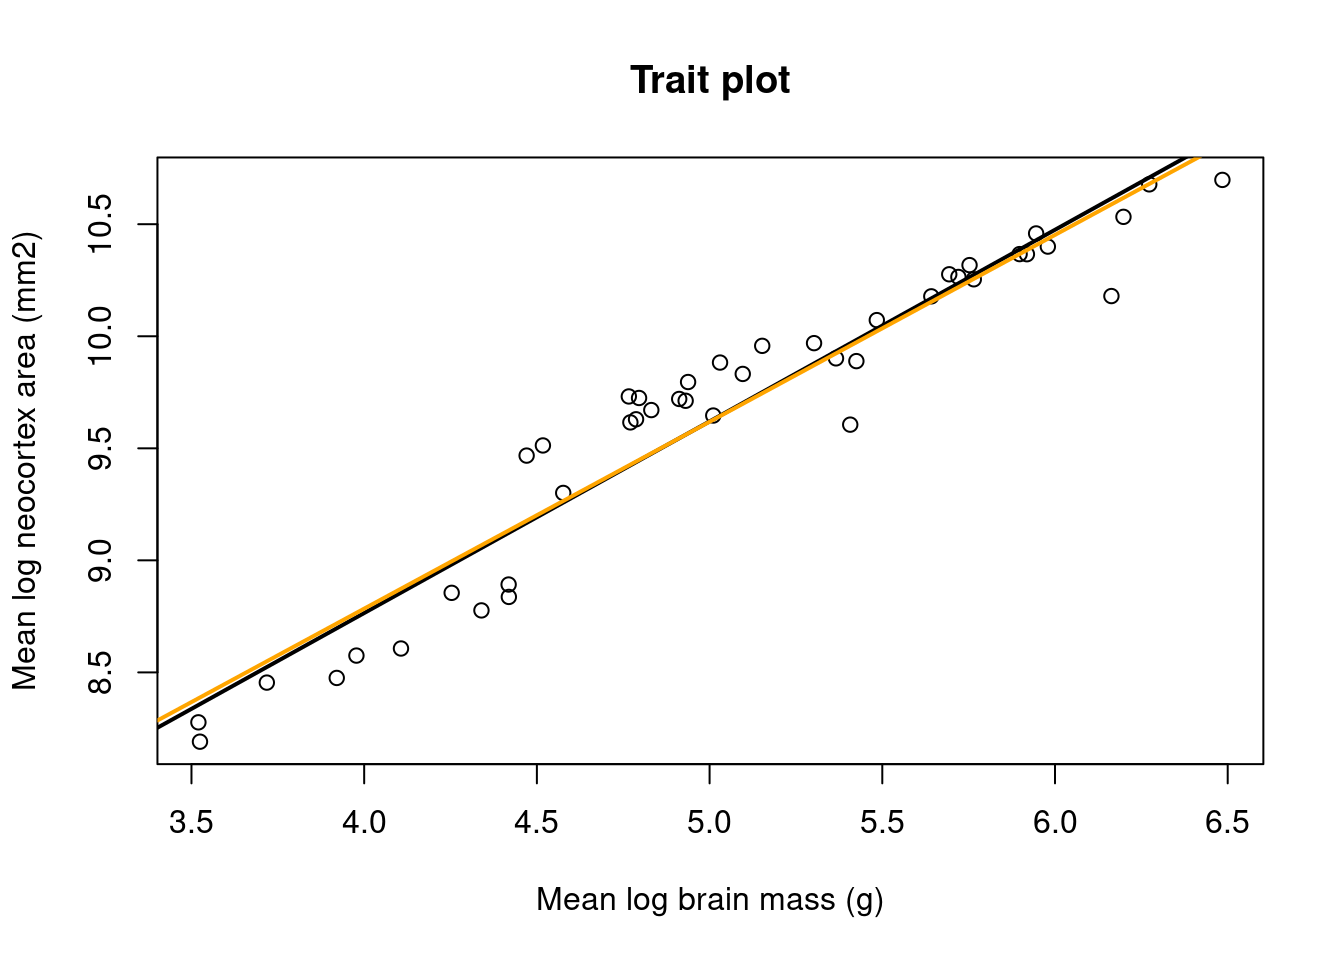 Trait plot
Mean log neocortex area (mm2)
10.5
10.0
9.5
9.0
8.5
3.5 4.0 4.5 5.0 5.5 6.0 6.5
Mean log brain mass (g)